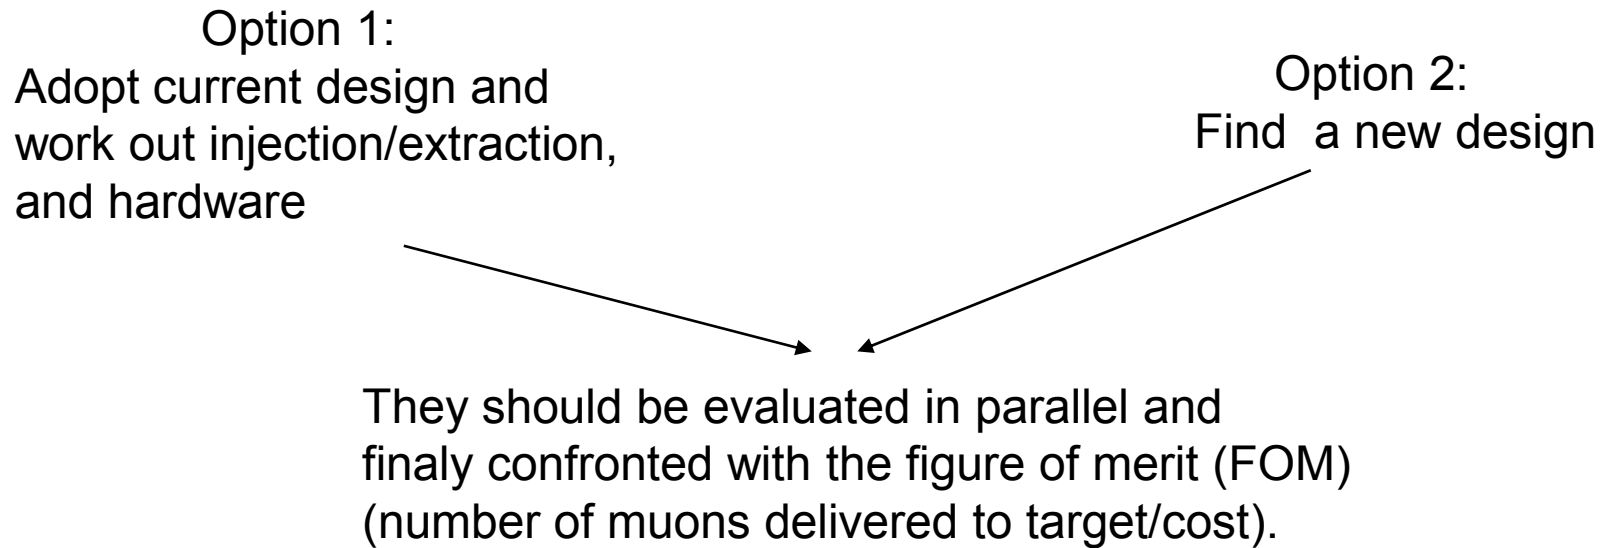 Option 1:
Adopt current design and
work out injection/extraction,
and hardware
Option 2:
Find a new design
They should be evaluated in parallel and
finaly confronted with the figure of merit (FOM)
(number of muons delivered to target/cost).